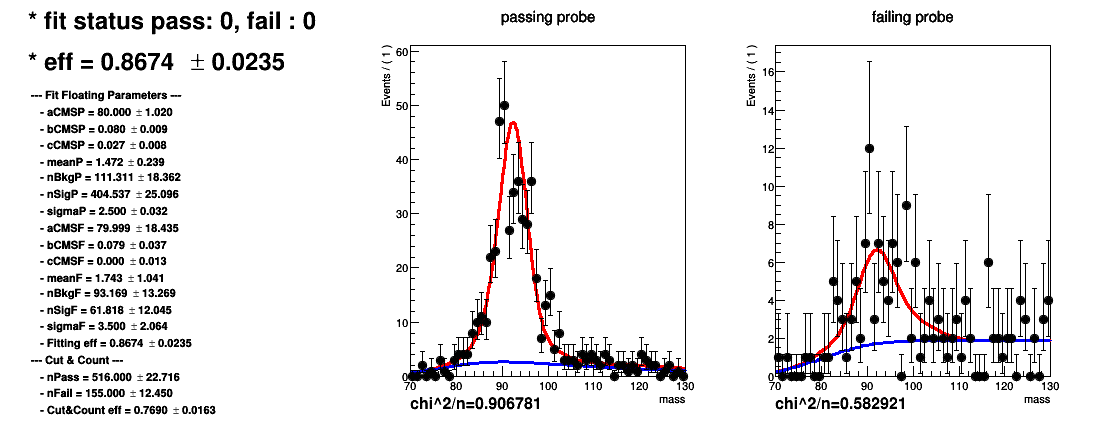 * fit status pass: 0, fail : 0
* eff = 0.8674 ± 0.0235
--- Fit Floating Parameters ---
- aCMSP = 80.000 ± 1.020
- bCMSP = 0.080 ± 0.009
- cCMSP = 0.027 ± 0.008
- meanP = 1.472 ± 0.239
- nBkgP = 111.311 ± 18.362
- nSigP = 404.537 ± 25.096
- sigmaP = 2.500 ± 0.032
- aCMSF = 79.999 ± 18.435
- bCMSF = 0.079 ± 0.037
- cCMSF = 0.000 ± 0.013
- meanF = 1.743 ± 1.041
- nBkgF = 93.169 ± 13.269
- nSigF = 61.818 ± 12.045
- sigmaF = 3.500 ± 2.064
- Fitting eff = 0.8674 ± 0.0235
--- Cut & Count ---
- nPass = 516.000 ± 22.716
- nFail = 155.000 ± 12.450
- Cut&Count eff = 0.7690 ± 0.0163
passing probe
Events / ( 1 )
60
50
40
30
20
10
0
70 80 90 100 110 120 130
mass
chi^2/n=0.906781
failing probe
Events / ( 1 )
16
14
12
10
8
6
4
2
0
70 80 90 100 110 120 130
mass
chi^2/n=0.582921